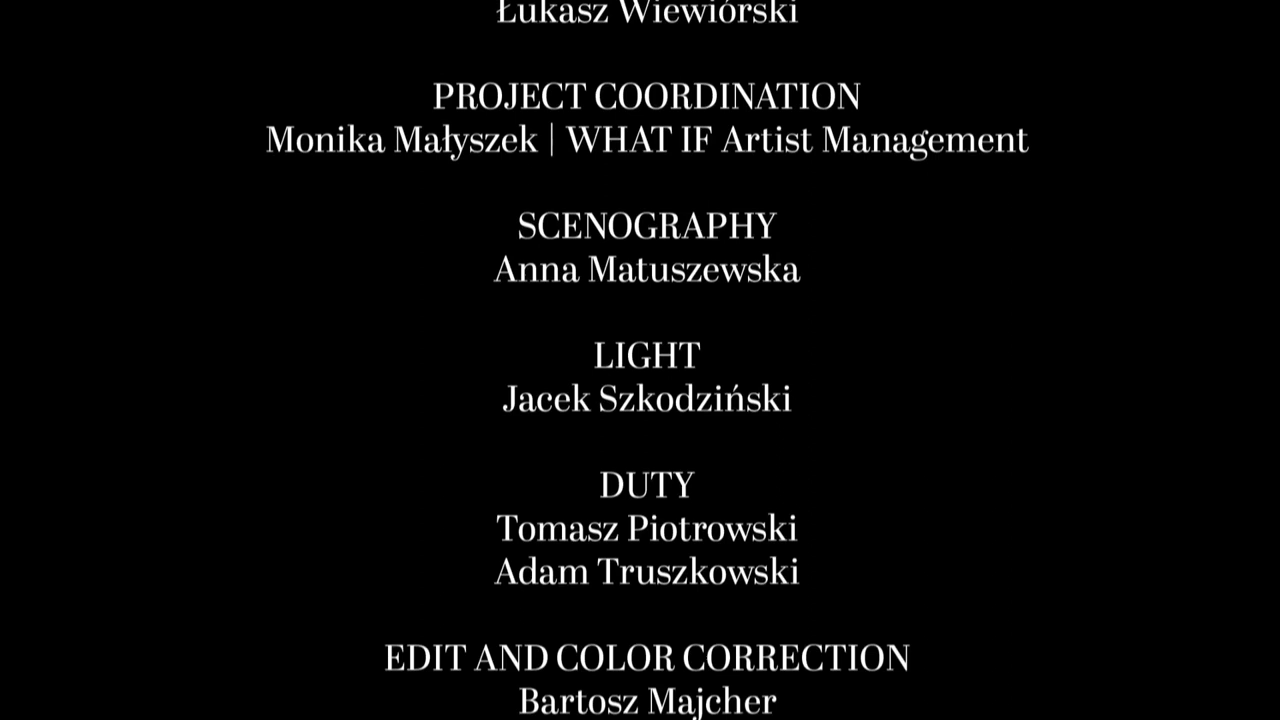 Łukasz Wiewiórski
PROJECT COORDINATION
Monika Małyszek | WHAT IF Artist Management
SCENOGRAPHY
Anna Matuszewska
LIGHT
Jacek Szkodziński
DUTY
Tomasz Piotrowski
Adam Truszkowski
EDIT AND COLOR CORRECTION
Bartosz Majcher